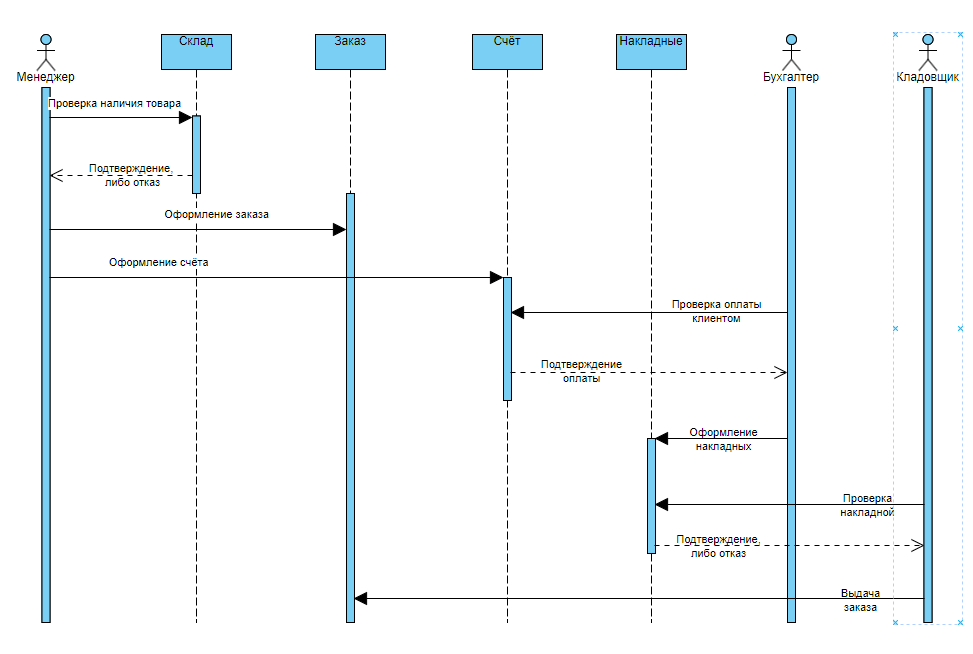 Склад
Заказ
Счёт
Накладные
Менеджер
Бухгалтер
Кладовщик
Проверка наличия товара
Подтверждение,
либо отказ
Оформление заказа
Оформление счёта
Проверка оплаты
клиентом
Подтверждение
оплаты
Оформление
накладных
Проверка
накладной
Подтверждение,
либо отказ
Выдача
заказа